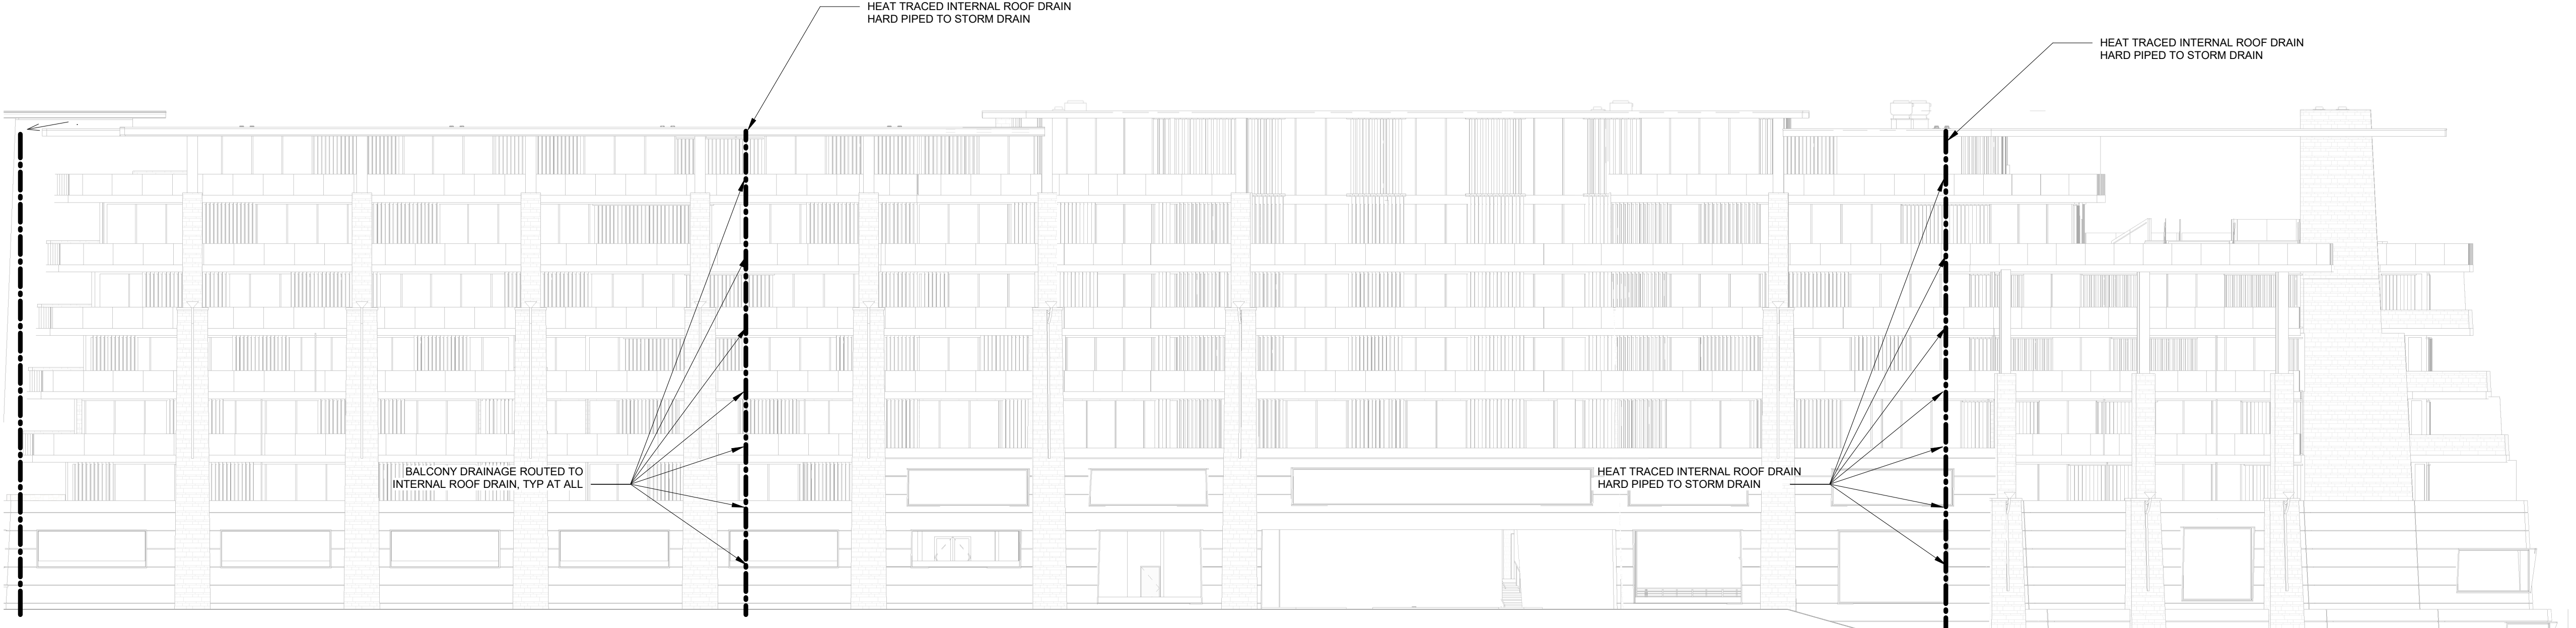 HEAT TRACED INTERNAL ROOF DRAIN
HARD PIPED TO STORM DRAIN
HEAT TRACED INTERNAL ROOF DRAIN
HARD PIPED TO STORM DRAIN
BALCONY DRAINAGE ROUTED TO
INTERNAL ROOF DRAIN, TYP AT ALL
HEAT TRACED INTERNAL ROOF DRAIN
HARD PIPED TO STORM DRAIN